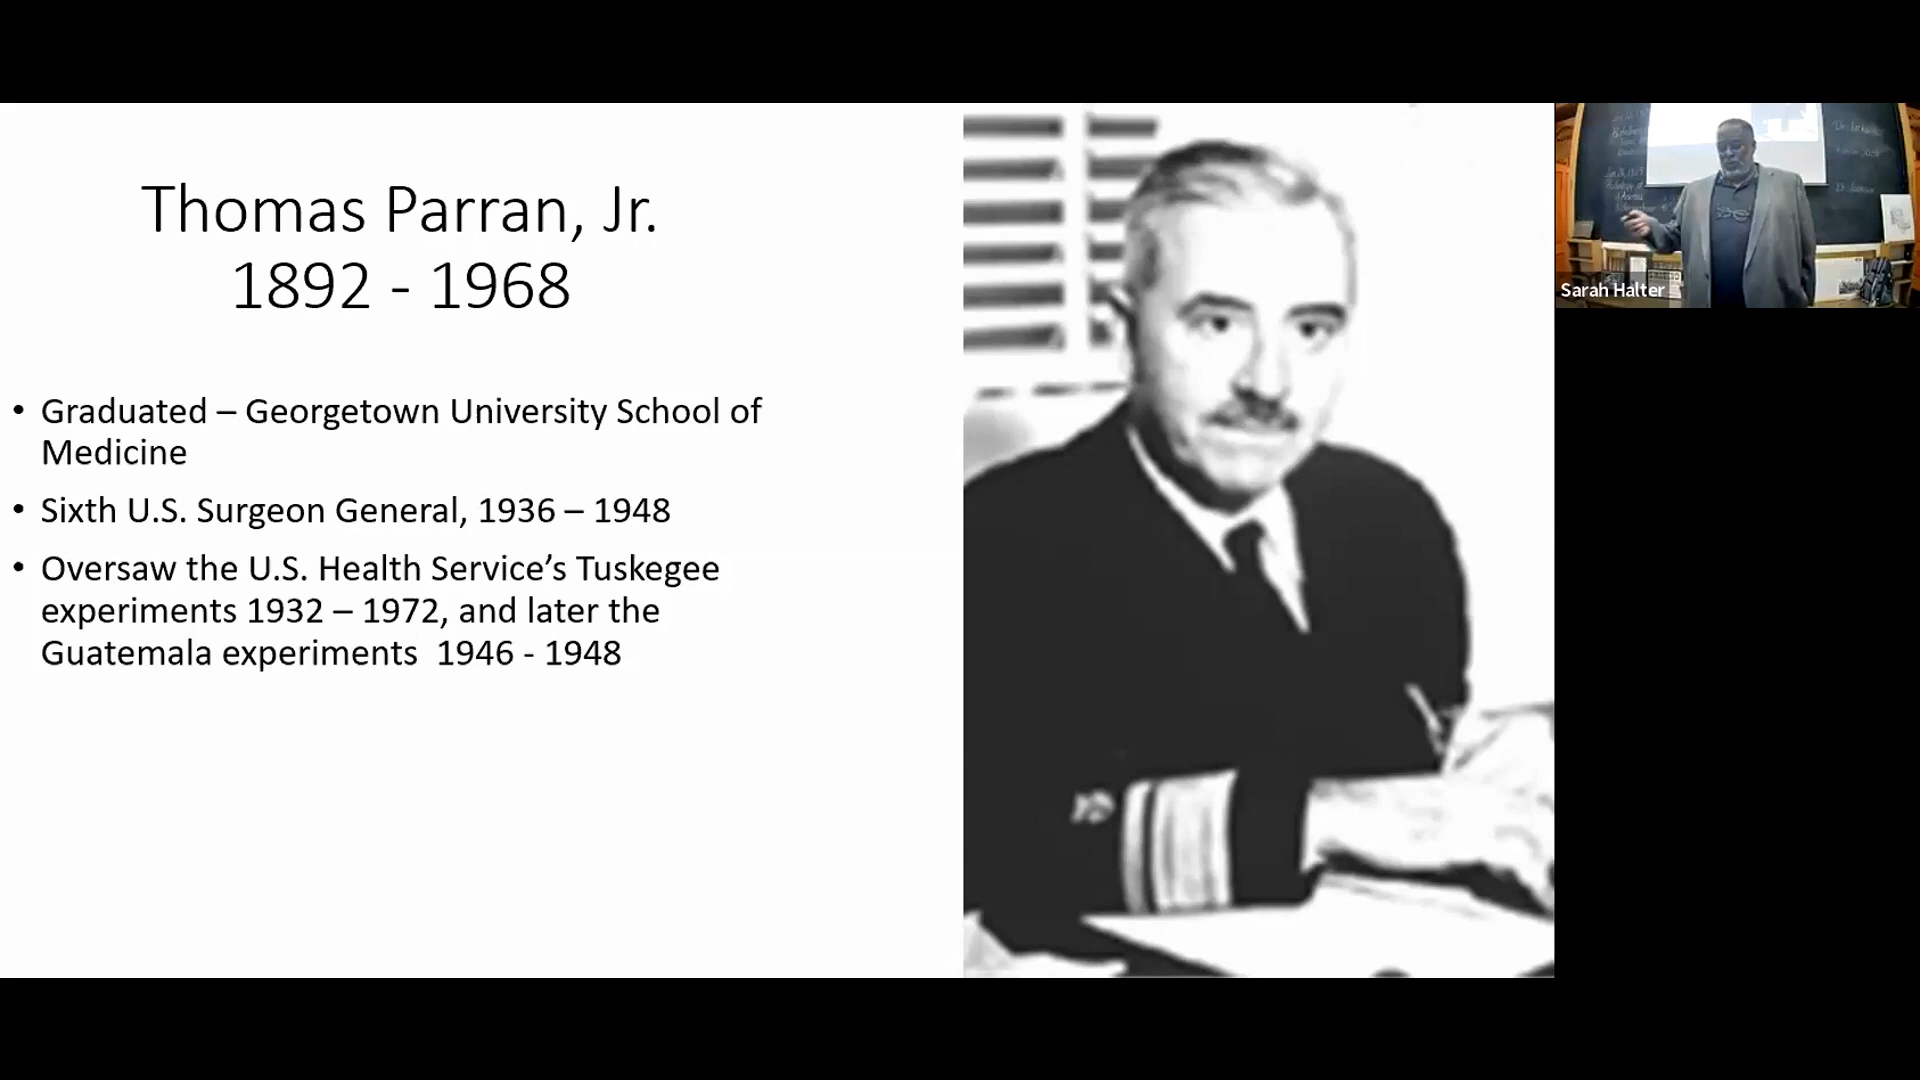 Thomas Parran, Jr.
1892 - 1968
• Graduated – Georgetown University School of
Medicine
• Sixth U.S. Surgeon General, 1936 – 1948
• Oversaw the U.S. Health Service’s Tuskegee
experiments 1932 – 1972, and later the
Guatemala experiments  1946 - 1948
Sarah Halter